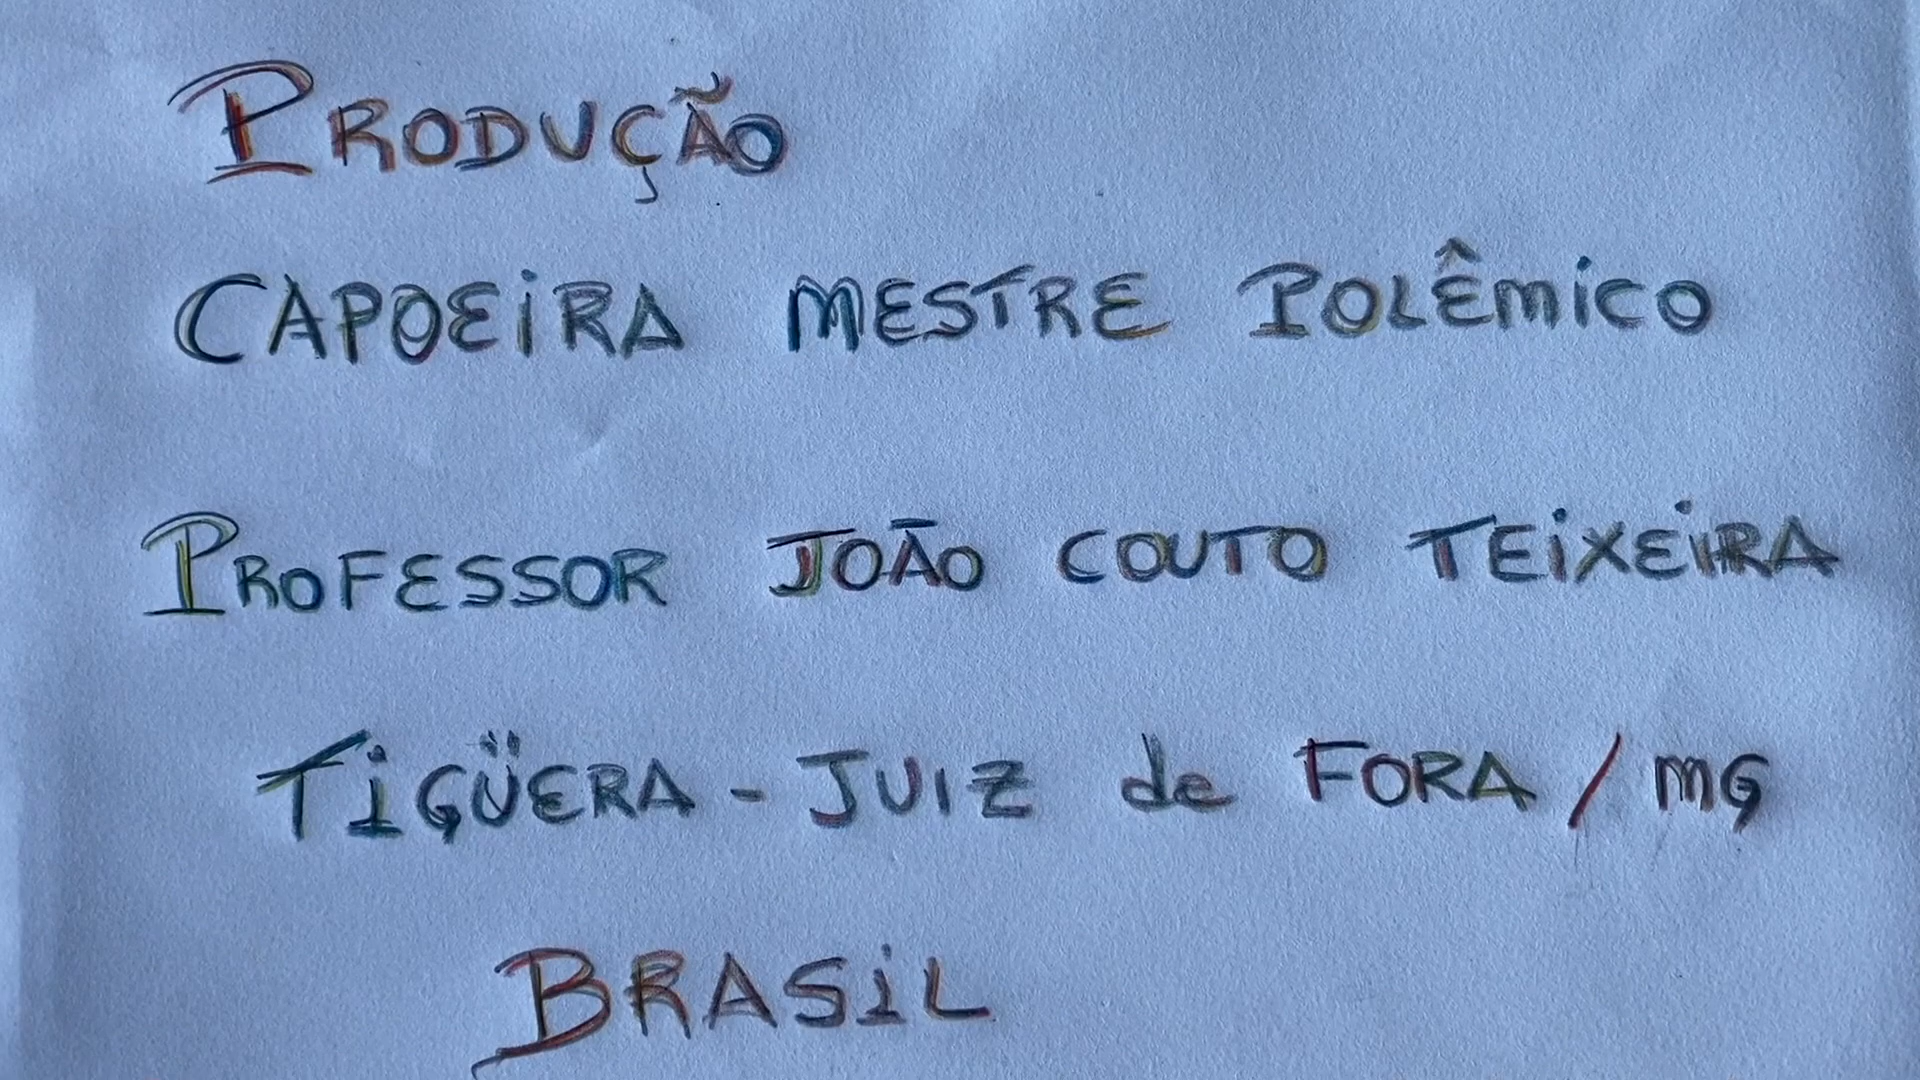 PRODUÇÃO
CAPOEiRA MESTRE POLÊMiCO
PROFESSOR JOÃO COUTO TEiXEiRA
TiGÜERA - JUIZ de FORA / MG
BRASiL